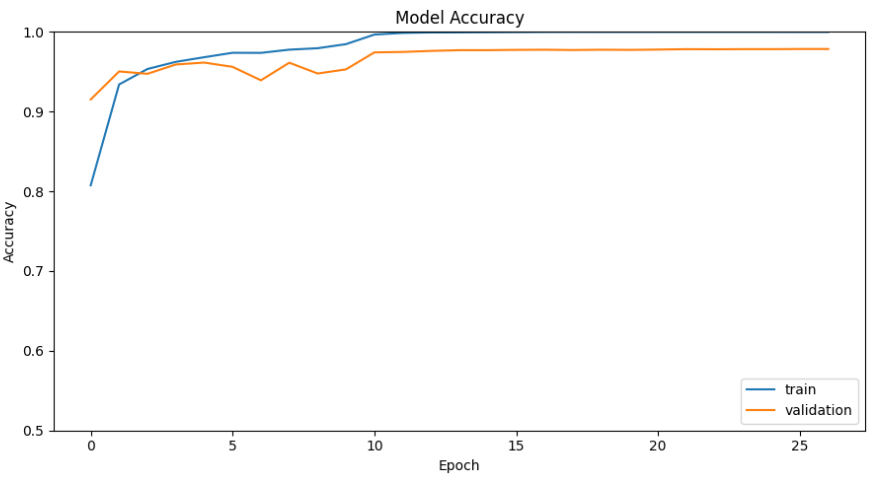 Model Accuracy
1.0
0.9
0.8
0.7
0.6
0.5
Accuracy
0 5 10 15 20 25
Epoch
train
validation